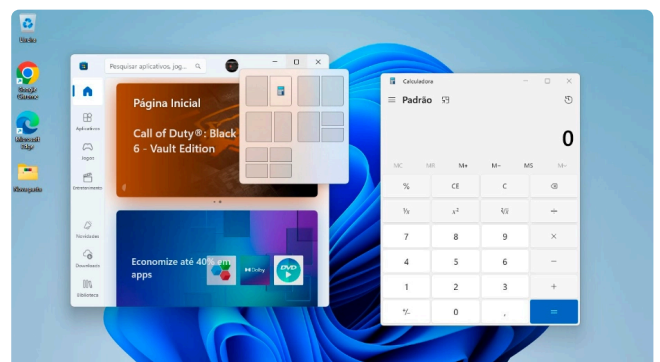 Lixeira
Google
Chrome
Microsoft
Edge
Navegador
Pesquisar aplicativos, jog...
Aplicativos
Jogos
Entretenimento
Novidades
Downloads
Biblioteca
Página Inicial
Call of Duty®: Black
6 - Vault Edition
Economize até 40% em
apps
Dolby
DVD
Calculadora
Padrão
0
MC MR M+ M− MS M~
% CE C
¹/x x² ²√x ÷
7 8 9 ×
4 5 6 −
1 2 3 +
+/- 0 , =